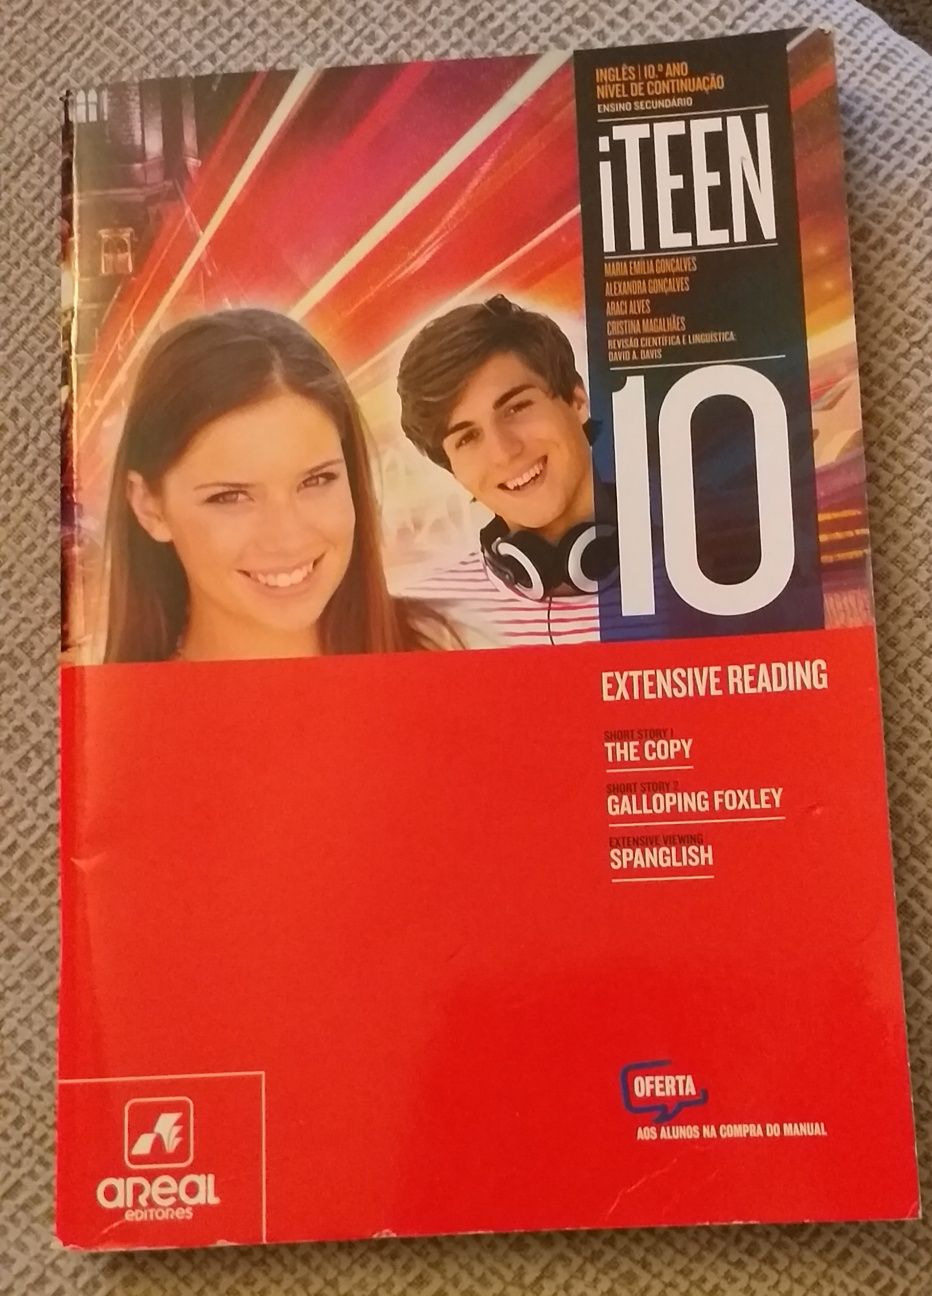 INGLÊS | 10.º ANO
NÍVEL DE CONTINUAÇÃO
ENSINO SECUNDÁRIO
iTEEN
MARIA EMÍLIA GONÇALVES
ALEXANDRA GONÇALVES
ARACI ALVES
CRISTINA MAGALHÃES
REVISÃO CIENTÍFICA E LINGUÍSTICA:
DAVID A. DAVIS
10
EXTENSIVE READING
SHORT STORY 1
THE COPY
SHORT STORY 2
GALLOPING FOXLEY
EXTENSIVE VIEWING
SPANGLISH
OFERTA
AOS ALUNOS NA COMPRA DO MANUAL
aReaL
eDITORes